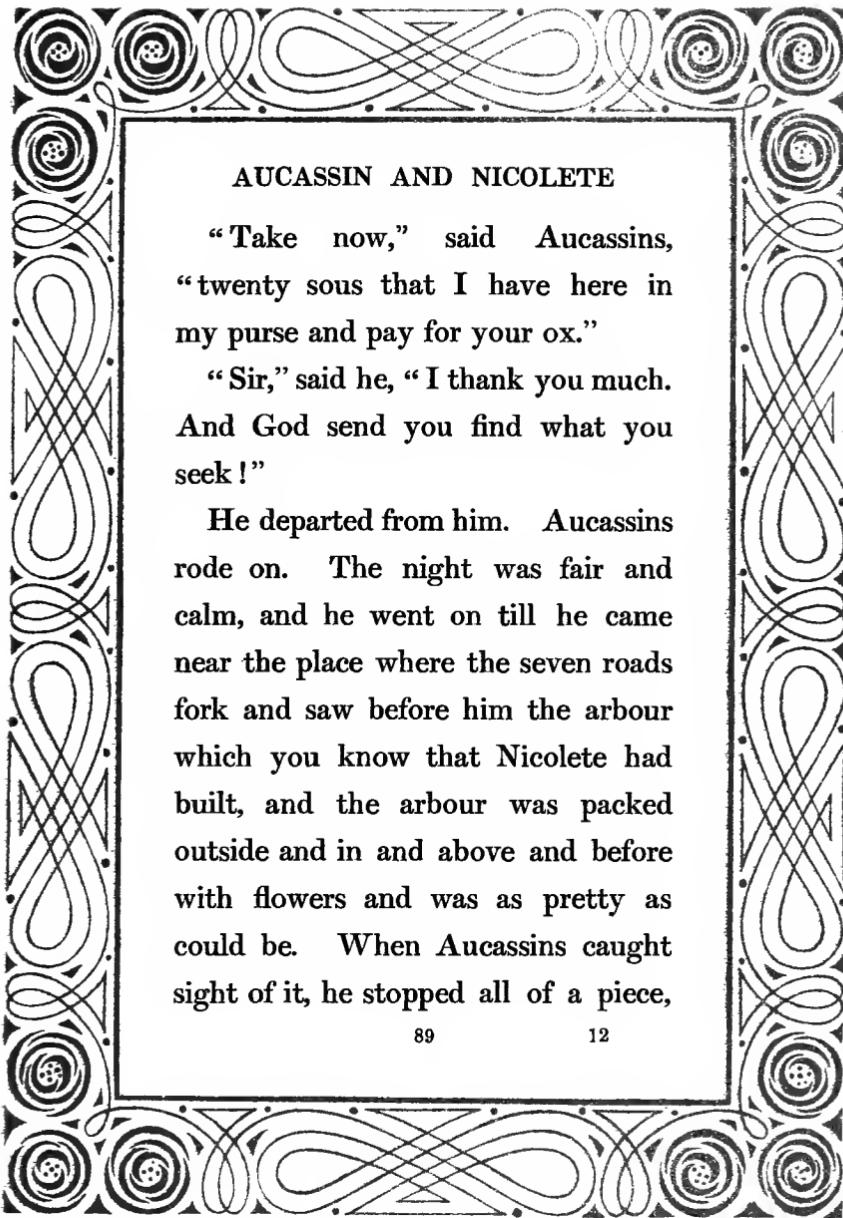 AUCASSIN AND NICOLETE
“Take now,” said Aucassins,
“twenty sous that I have here in
my purse and pay for your ox.”
“Sir,” said he, “I thank you much.
And God send you find what you
seek!”
He departed from him. Aucassins
rode on. The night was fair and
calm, and he went on till he came
near the place where the seven roads
fork and saw before him the arbour
which you know that Nicolete had
built, and the arbour was packed
outside and in and above and before
with flowers and was as pretty as
could be. When Aucassins caught
sight of it, he stopped all of a piece,
89 12